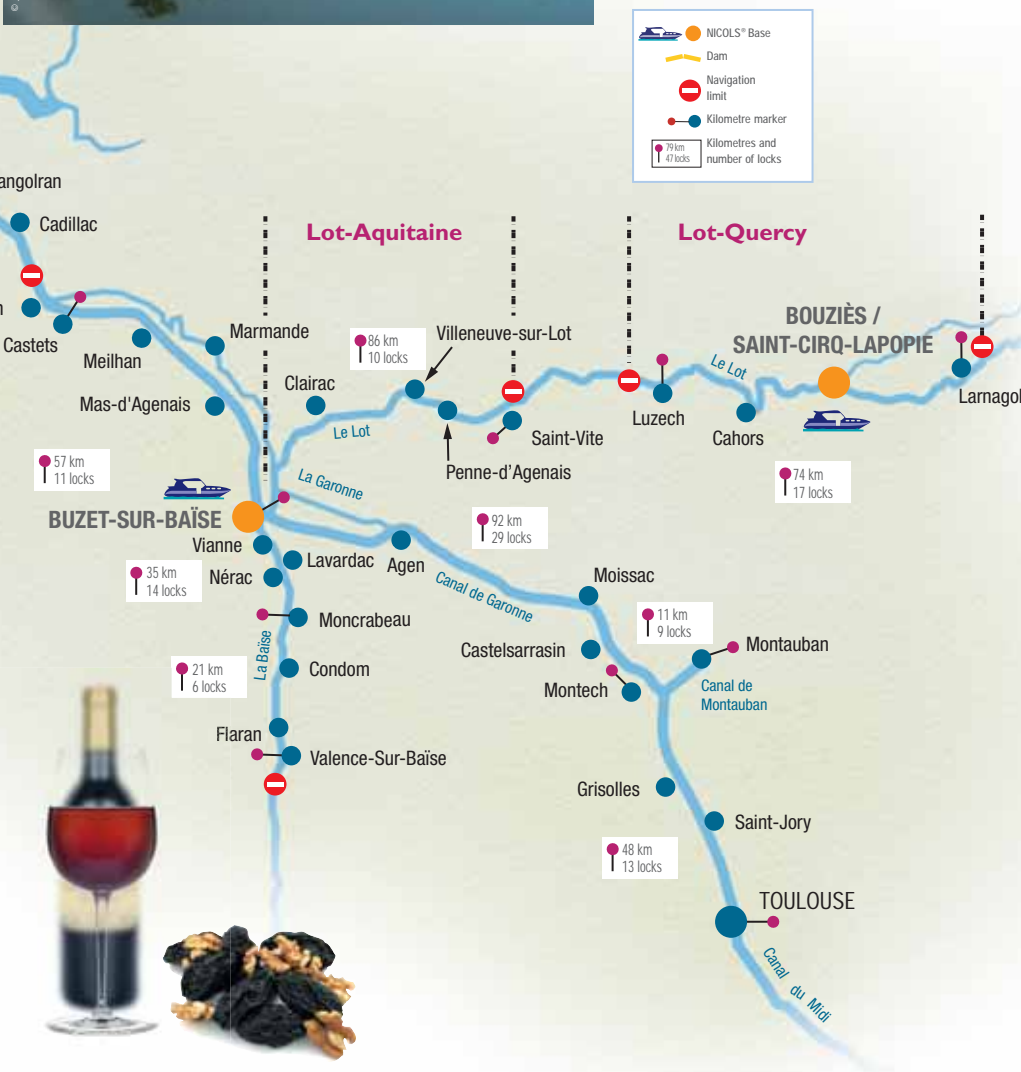 ©
NICOLS® Base
Dam
Navigation
limit
Kilometre marker
79 km
47 locks
Kilometres and
number of locks
angolran
Cadillac
n
Castets
Meilhan
Marmande
Mas-d'Agenais
Lot-Aquitaine
Lot-Quercy
86 km
10 locks
Villeneuve-sur-Lot
Clairac
Le Lot
Saint-Vite
Penne-d'Agenais
BOUZIÈS /
SAINT-CIRQ-LAPOPIE
Le Lot
Luzech
Cahors
Larnagol
57 km
11 locks
74 km
17 locks
La Garonne
BUZET-SUR-BAÏSE
92 km
29 locks
Vianne
Lavardac
Agen
Nérac
35 km
14 locks
Canal de Garonne
Moissac
Moncrabeau
11 km
9 locks
La Baïse
Castelsarrasin
Montauban
Condom
21 km
6 locks
Montech
Canal de
Montauban
Flaran
Valence-Sur-Baïse
Grisolles
Saint-Jory
48 km
13 locks
TOULOUSE
Canal du Midi